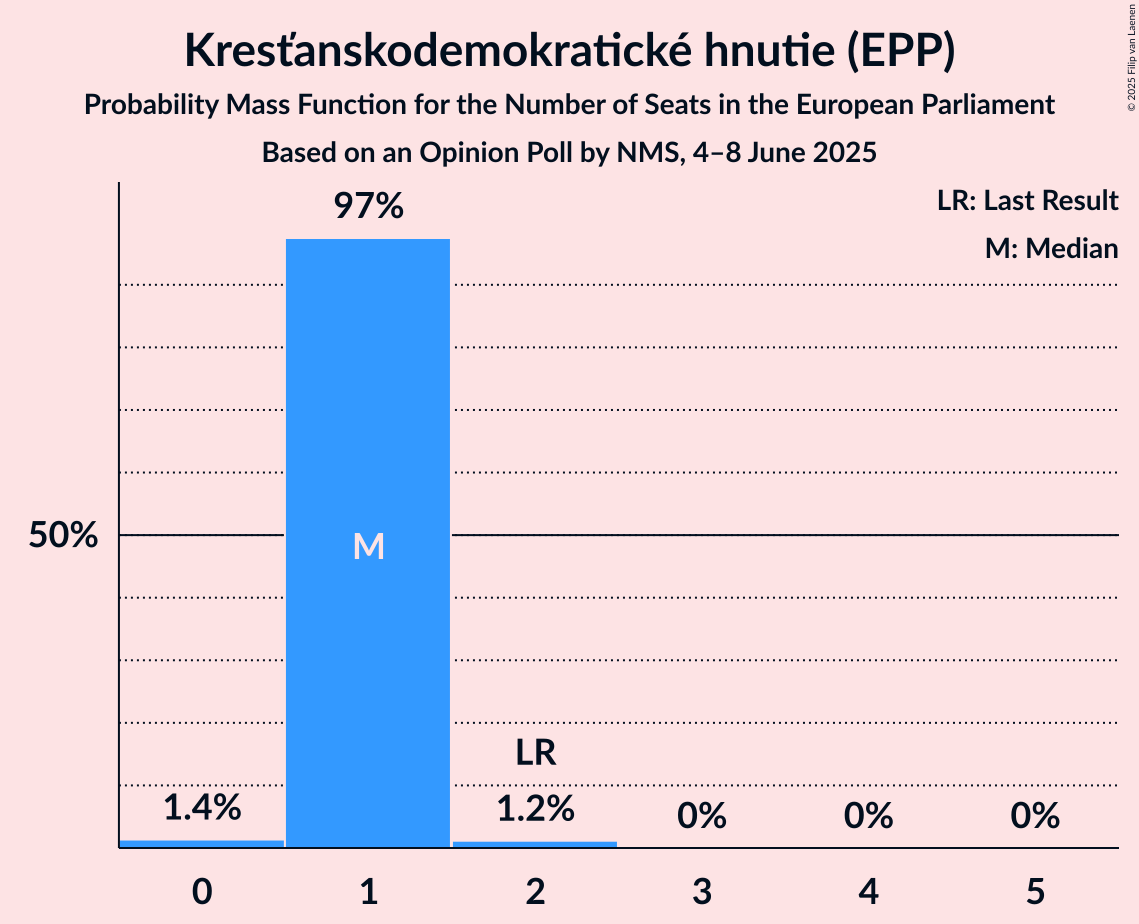 Kresťanskodemokratické hnutie (EPP)
Probability Mass Function for the Number of Seats in the European Parliament
Based on an Opinion Poll by NMS, 4–8 June 2025
© 2025 Filip van Laenen
LR: Last Result
M: Median
97%
50%
M
LR
1.4%
1.2%
0%
0%
0%
0
1
2
3
4
5